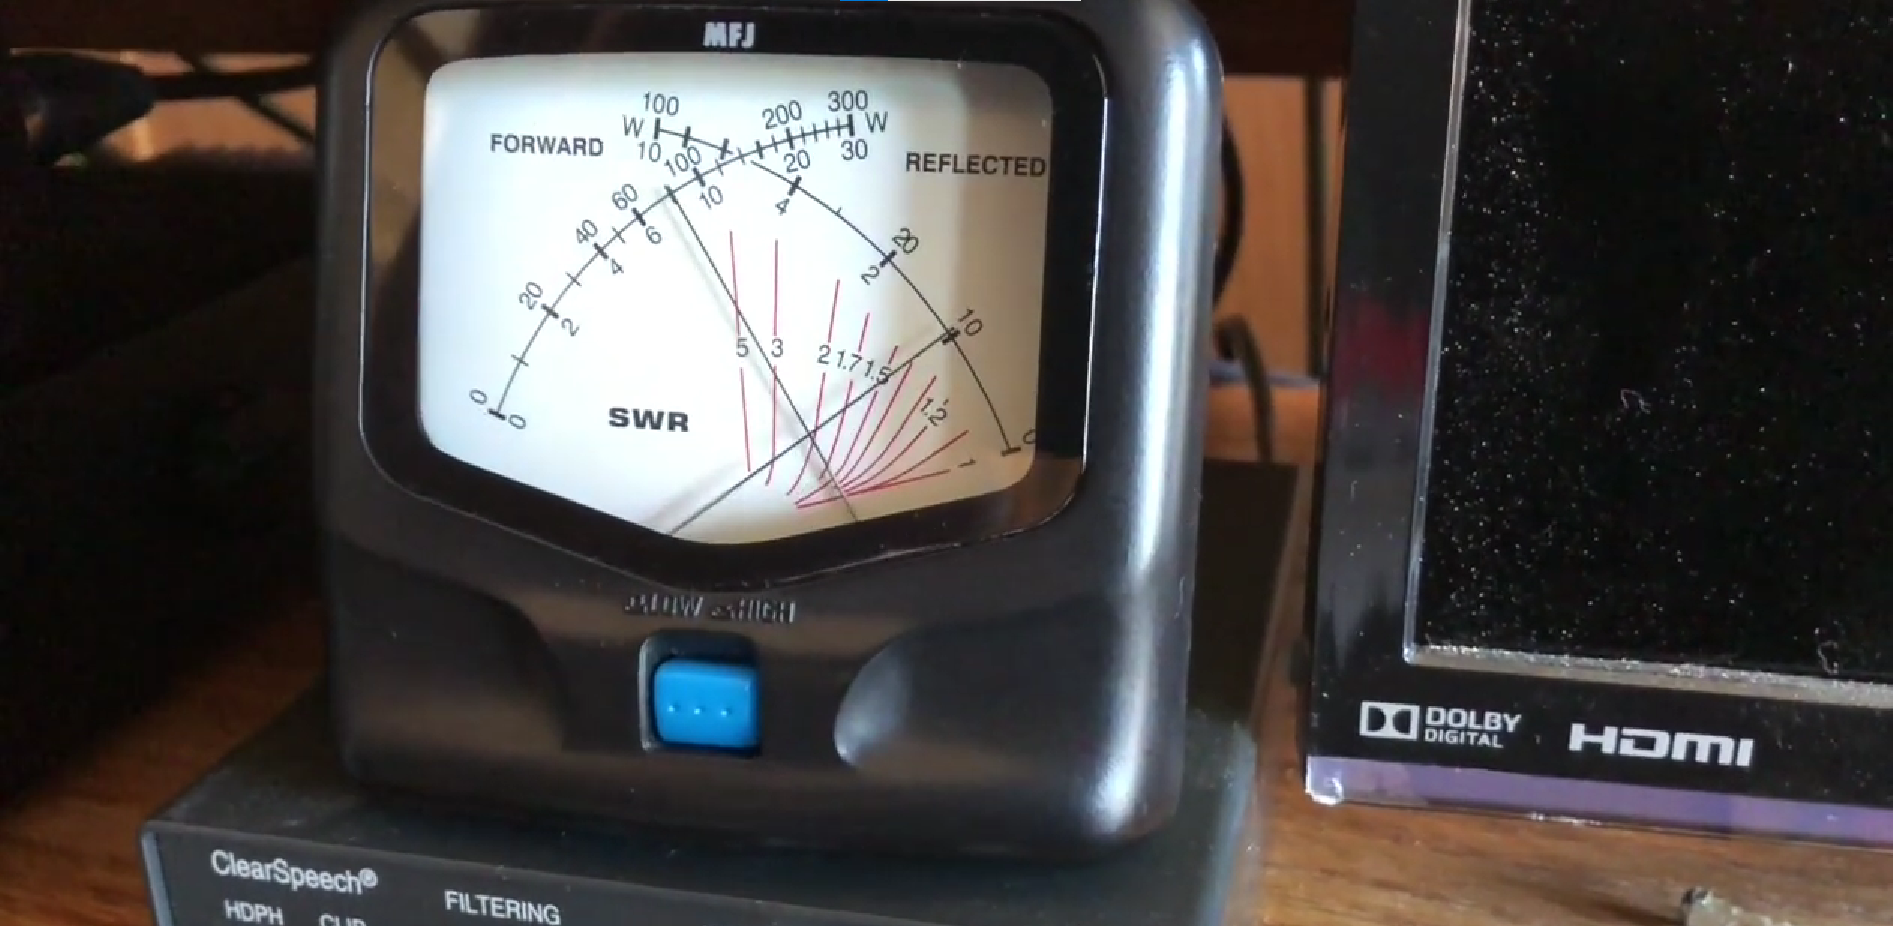 MFJ
100 200 300
W W
FORWARD 10 100 20 30 REFLECTED
60 10 4
40 6 20
4 2
20 10
2
5 3 2 1.7 1.5
1.2
0 0 SWR 0
1
LOW HIGH
DOLBY
DIGITAL HDMI
ClearSpeech®
HDPH FILTERING